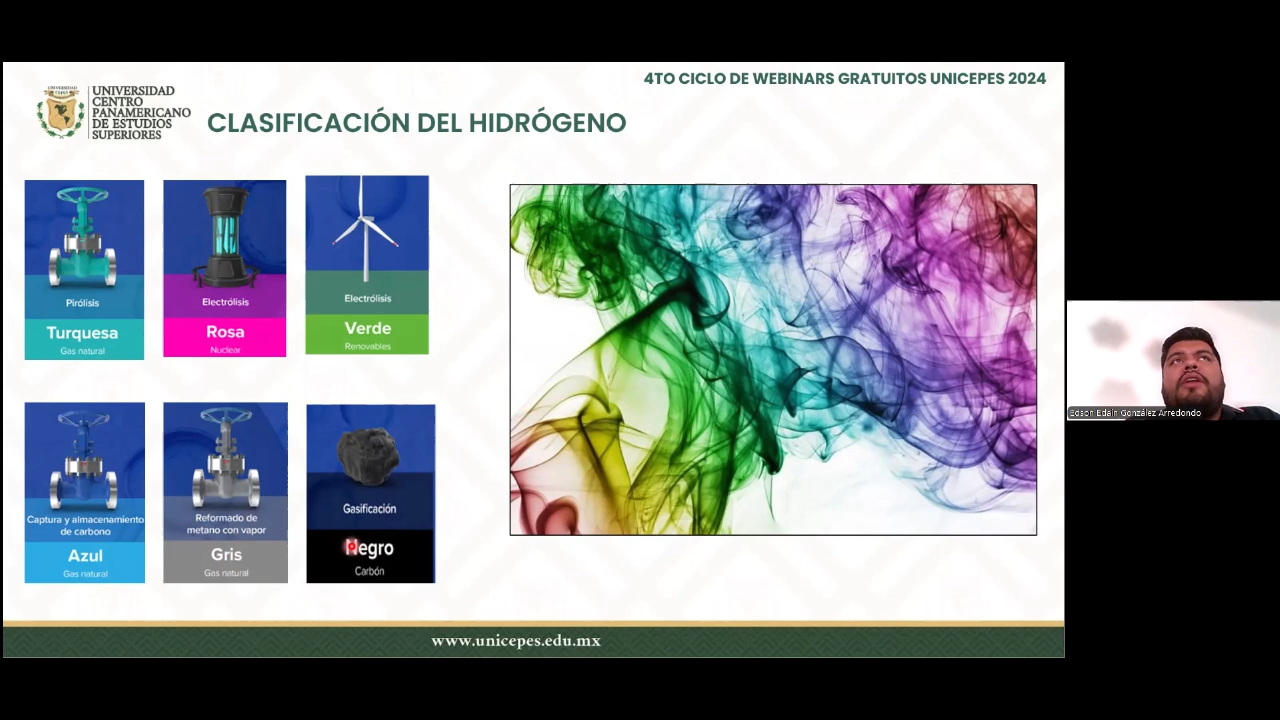 4TO CICLO DE WEBINARS GRATUITOS UNICEPES 2024
UNIVERSIDAD
CENTRO
PANAMERICANO
DE ESTUDIOS
SUPERIORES
CLASIFICACIÓN DEL HIDRÓGENO
Pirólisis
Turquesa
Gas natural
Electrólisis
Rosa
Nuclear
Electrólisis
Verde
Renovables
Captura y almacenamiento
de carbono
Azul
Gas natural
Reformado de
metano con vapor
Gris
Gas natural
Gasificación
Negro
Carbón
Edson Edain González Arredondo
www.unicepes.edu.mx